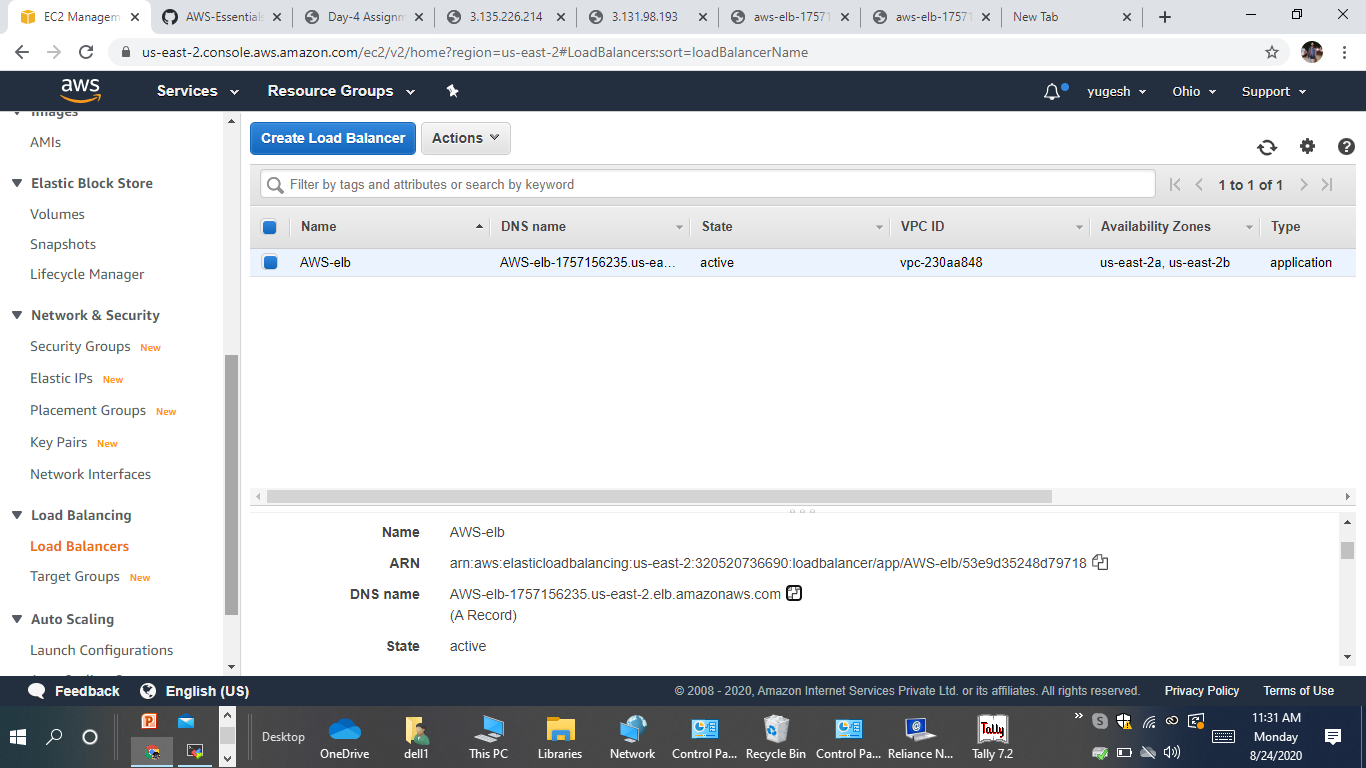 EC2 Managem
AWS-Essentials
Day-4 Assignm
3.135.226.214
3.131.98.193
aws-elb-17571
aws-elb-17571
New Tab
us-east-2.console.aws.amazon.com/ec2/v2/home?region=us-east-2#LoadBalancers:sort=loadBalancerName
aws Services Resource Groups yugesh Ohio Support
Images
AMIs
Elastic Block Store
Volumes
Snapshots
Lifecycle Manager
Network & Security
Security Groups New
Elastic IPs New
Placement Groups New
Key Pairs New
Network Interfaces
Load Balancing
Load Balancers
Target Groups New
Auto Scaling
Launch Configurations
Create Load Balancer Actions
Filter by tags and attributes or search by keyword 1 to 1 of 1
Name DNS name State VPC ID Availability Zones Type
AWS-elb AWS-elb-1757156235.us-ea... active vpc-230aa848 us-east-2a, us-east-2b application
Name AWS-elb
ARN arn:aws:elasticloadbalancing:us-east-2:320520736690:loadbalancer/app/AWS-elb/53e9d35248d79718
DNS name AWS-elb-1757156235.us-east-2.elb.amazonaws.com
(A Record)
State active
Feedback English (US) © 2008 - 2020, Amazon Internet Services Private Ltd. or its affiliates. All rights reserved. Privacy Policy Terms of Use
Desktop
OneDrive
dell1
This PC
Libraries
Network
Control Pa...
Recycle Bin
Control Pa...
Reliance N...
Tally 7.2
11:31 AM
Monday
8/24/2020